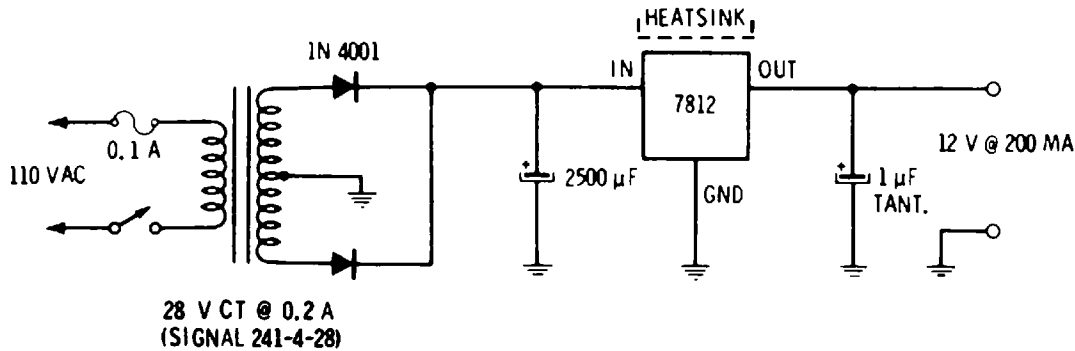 HEATSINK
1N 4001
IN
OUT
7812
0.1 A
110 VAC
12 V @ 200 MA
+
2500 µF
GND
+
1 µF
TANT.
28 V CT @ 0.2 A
(SIGNAL 241-4-28)